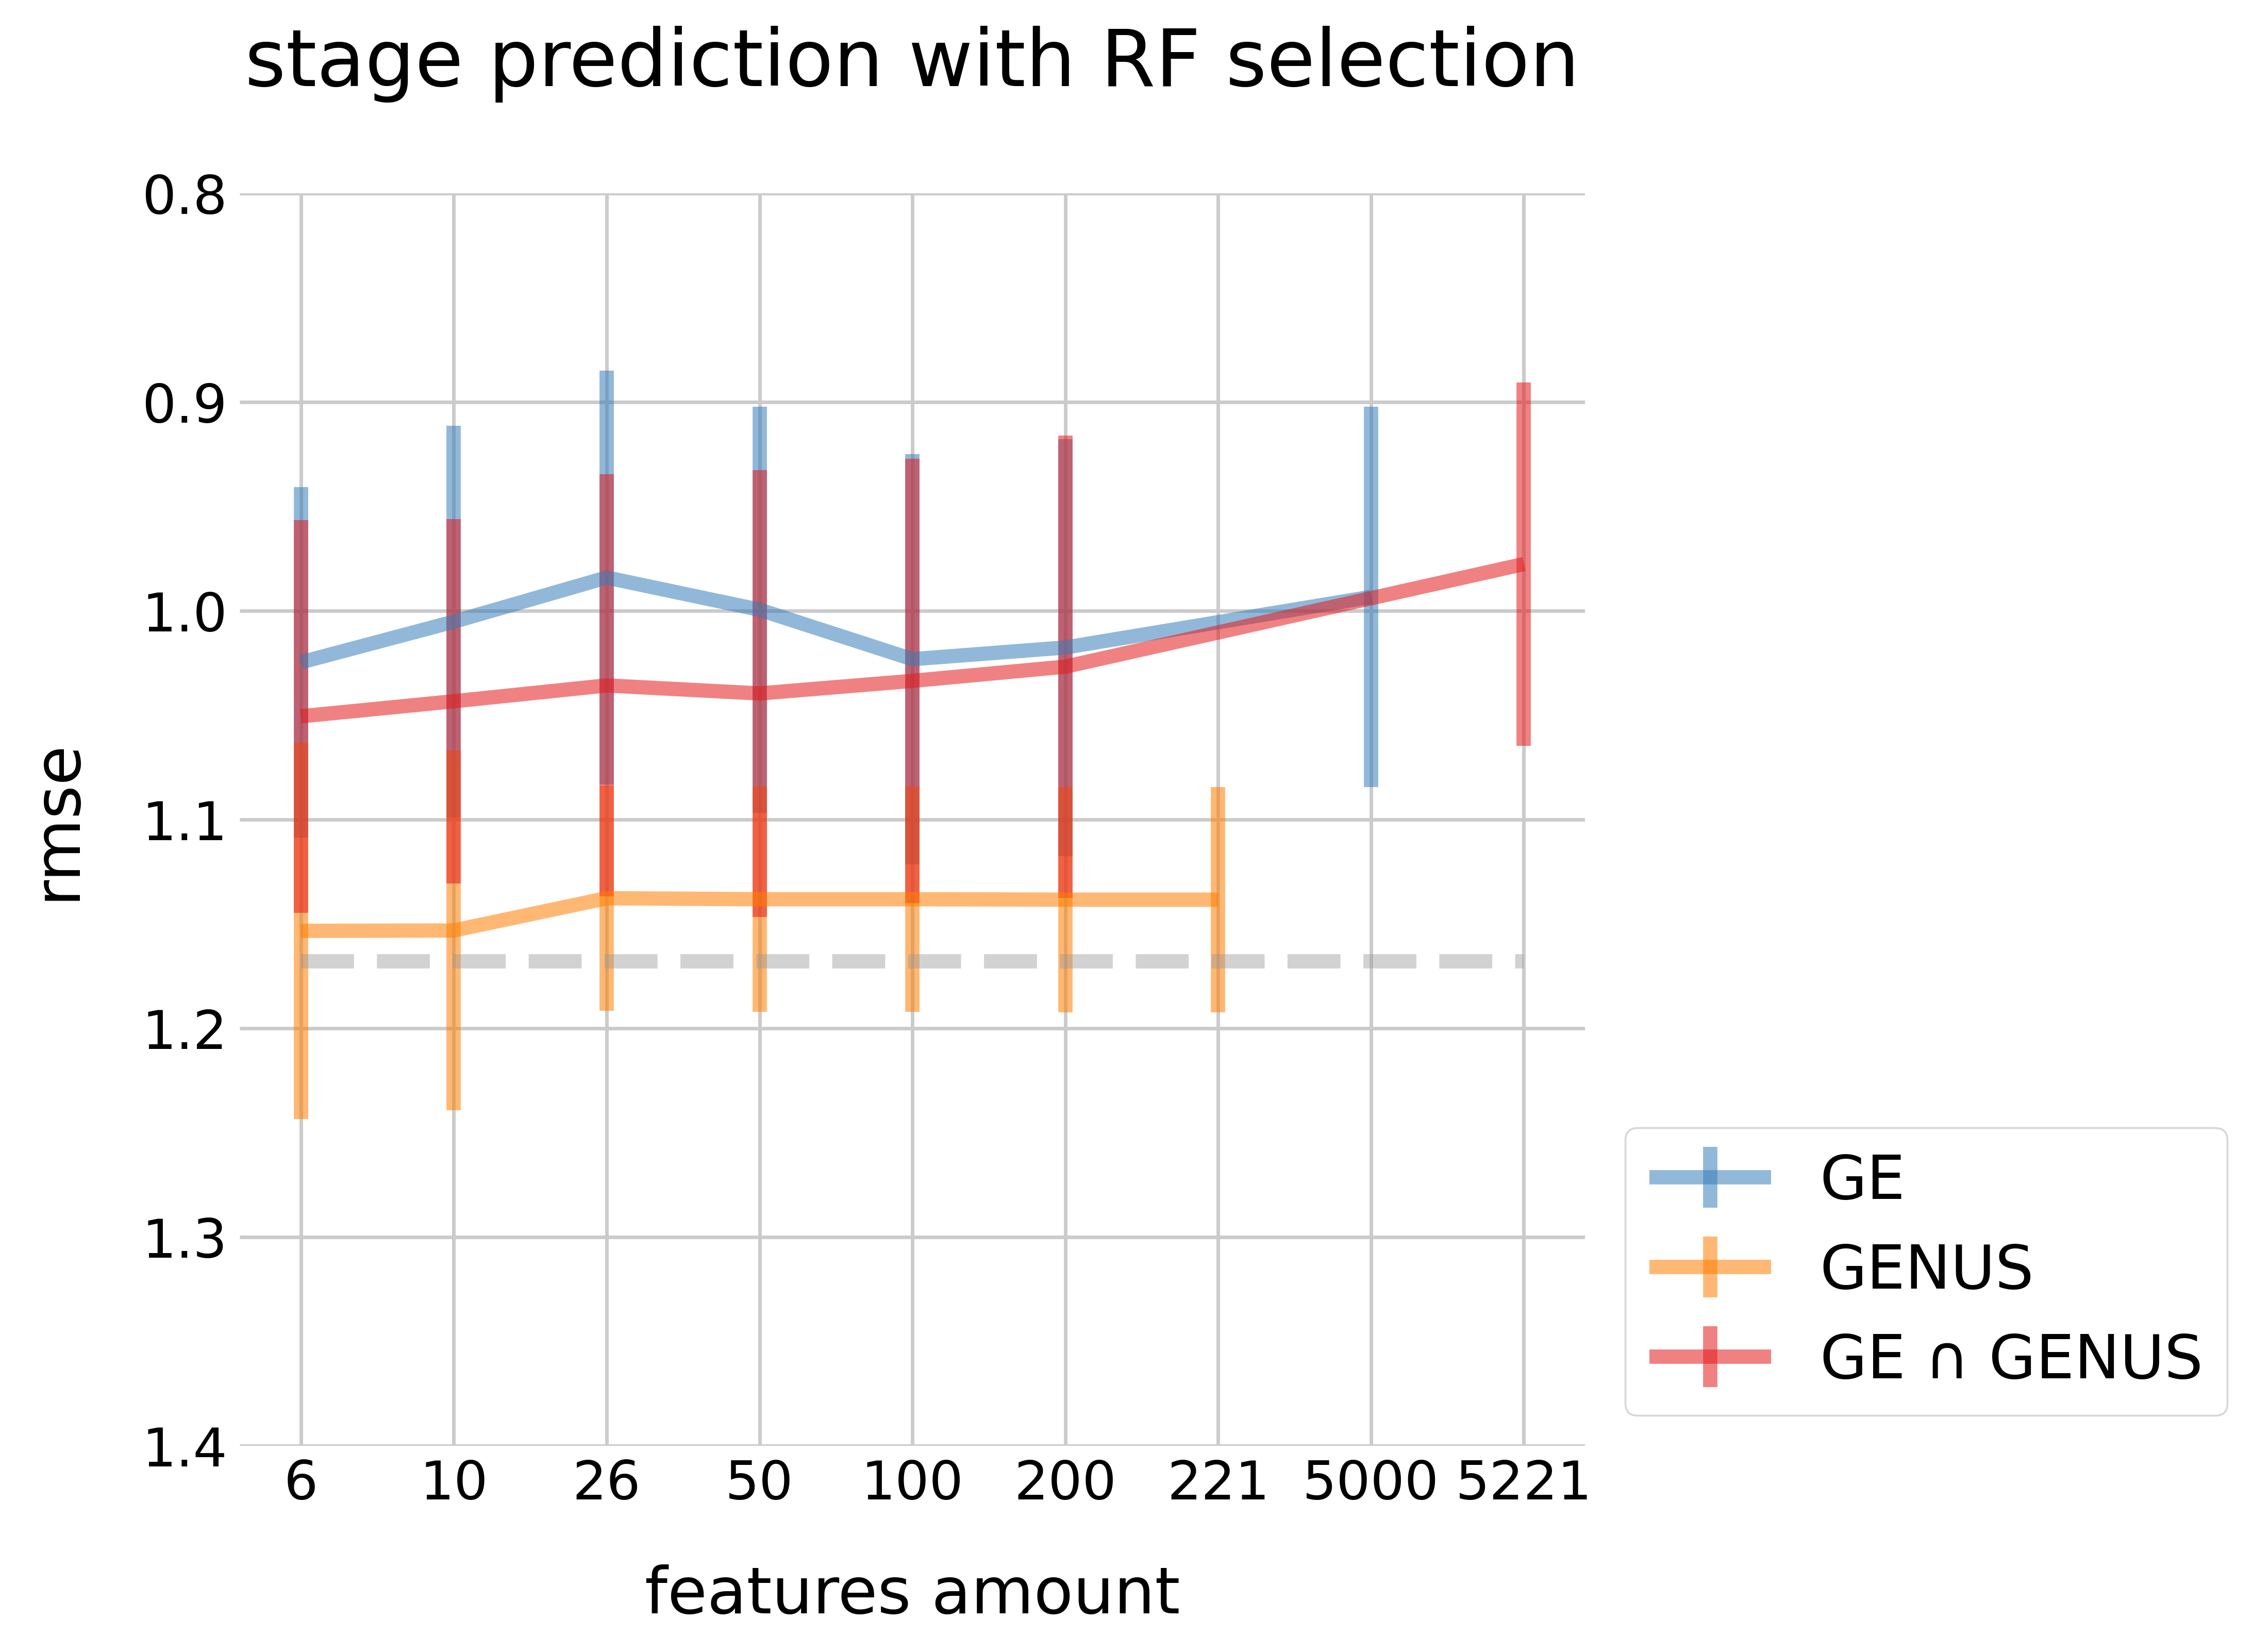 stage prediction with RF selection
0.8
0.9
1.0
1.1
1.2
1.3
1.4
rmse
6 10 26 50 100 200 221 5000 5221
features amount
GE
GENUS
GE ∩ GENUS